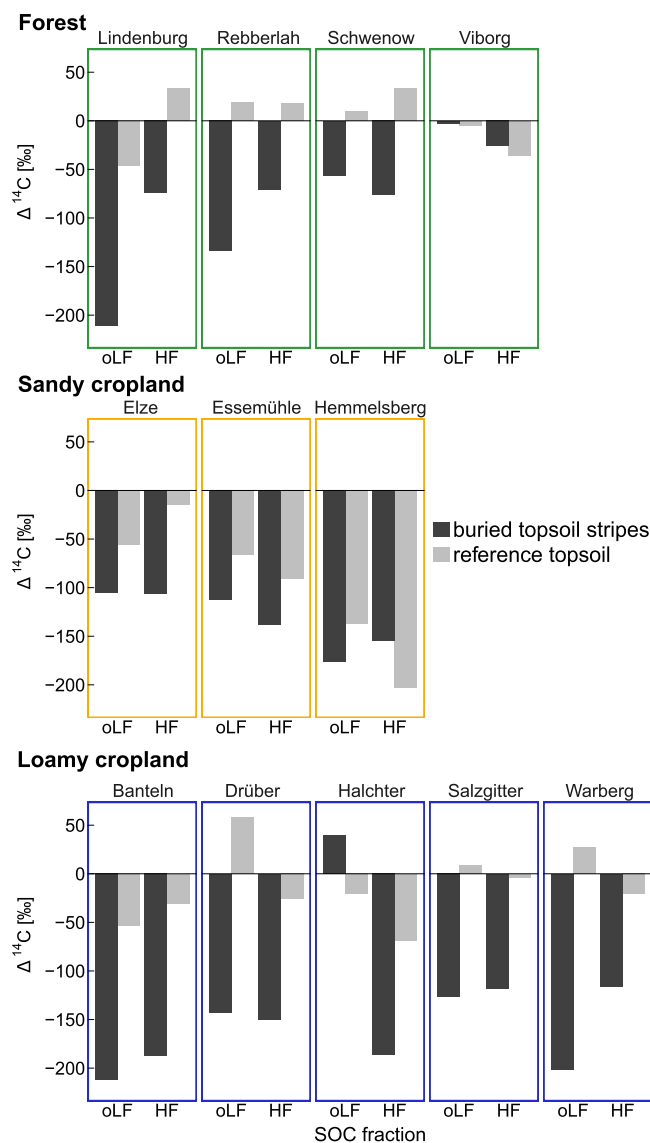 Forest
Lindenburg Rebberlah Schwenow Viborg
50
0
−50
−100
−150
−200
Δ ¹⁴C [‰]
oLF HF oLF HF oLF HF oLF HF
Sandy cropland
Elze Essemühle Hemmelsberg
50
0
−50
−100
−150
−200
Δ ¹⁴C [‰]
buried topsoil stripes
reference topsoil
oLF HF oLF HF oLF HF
Loamy cropland
Banteln Drüber Halchter Salzgitter Warberg
50
0
−50
−100
−150
−200
Δ ¹⁴C [‰]
oLF HF oLF HF oLF HF oLF HF oLF HF
SOC fraction